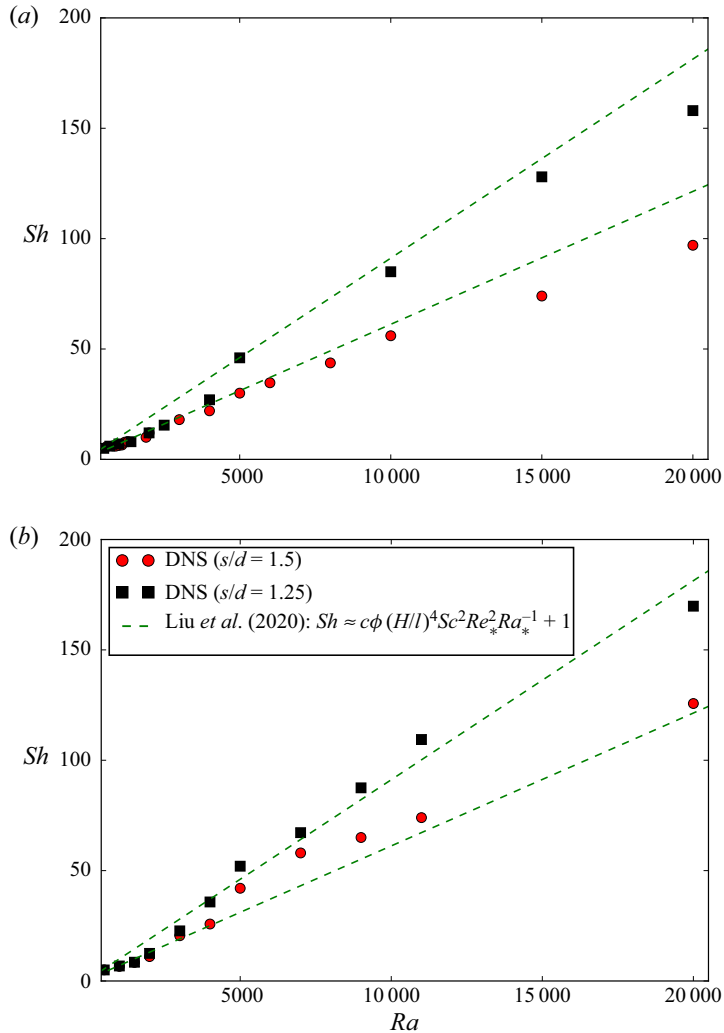 (a)
200
150
Sh
100
50
0
5000
10 000
15 000
20 000
(b)
200
DNS (s/d = 1.5)
DNS (s/d = 1.25)
Liu et al. (2020): Sh ≈ cϕ (H/l)⁴Sc²Re²₊Ra₊⁻¹ + 1
150
Sh
100
50
0
5000
10 000
15 000
20 000
Ra